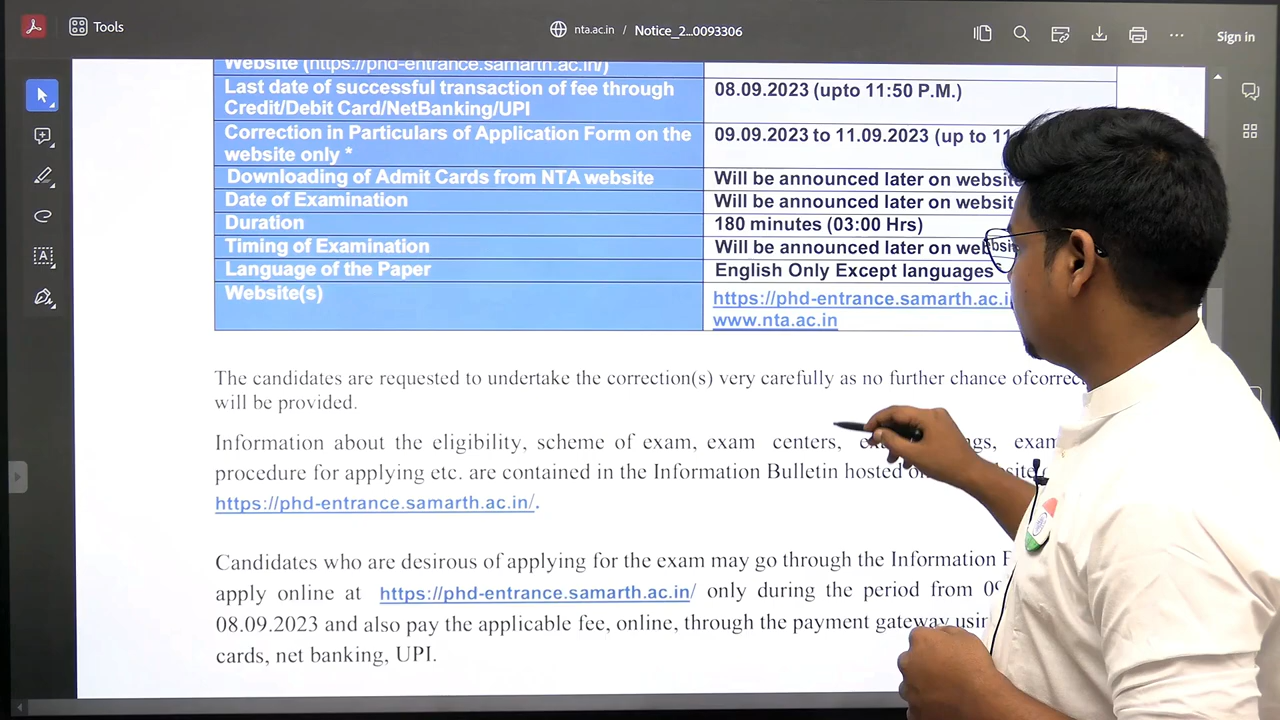 Tools
nta.ac.in / Notice_2...0093306
Sign in
Website (https://phd-entrance.samarth.ac.in/)
Last date of successful transaction of fee through
Credit/Debit Card/NetBanking/UPI
08.09.2023 (upto 11:50 P.M.)
Correction in Particulars of Application Form on the
website only *
09.09.2023 to 11.09.2023 (up to 11
Downloading of Admit Cards from NTA website
Will be announced later on website
Date of Examination
Will be announced later on
Duration
180 minutes (03:00 Hrs)
Timing of Examination
Will be announced later on website
Language of the Paper
English Only Except languages
Website(s)
https://phd-entrance.samarth.ac.i
www.nta.ac.in
The candidates are requested to undertake the correction(s) very carefully as no further chance of
will be provided.
Information about the eligibility, scheme of exam, exam centers,
procedure for applying etc. are contained in the Information Bulletin hosted
https://phd-entrance.samarth.ac.in/.
Candidates who are desirous of applying for the exam may go through the Information
apply online at https://phd-entrance.samarth.ac.in/ only during the period from
08.09.2023 and also pay the applicable fee, online, through the payment gateway
cards, net banking, UPI.